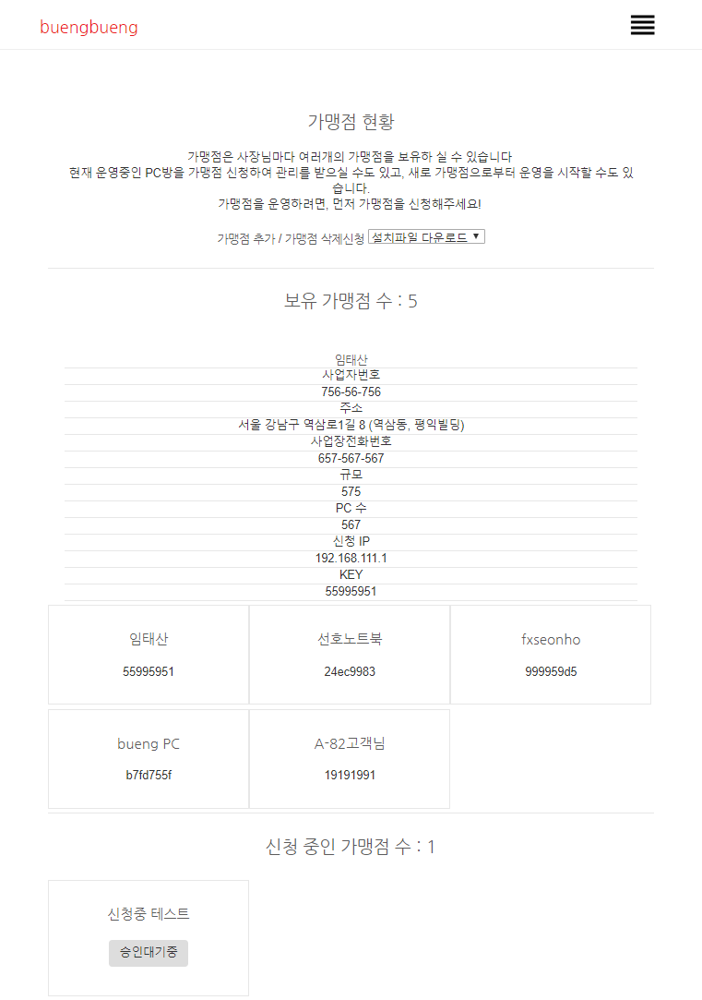 buengbueng
가맹점 현황
가맹점은 사장님마다 여러개의 가맹점을 보유하 실 수 있습니다
현재 운영중인 PC방을 가맹점 신청하여 관리를 받으실 수도 있고, 새로 가맹점으로부터 운영을 시작할 수도 있
습니다.
가맹점을 운영하려면, 먼저 가맹점을 신청해주세요!
가맹점 추가 / 가맹점 삭제신청 설치파일 다운로드 ▼
보유 가맹점 수 : 5
임태산
사업자번호
756-56-756
주소
서울 강남구 역삼로1길 8 (역삼동, 평익빌딩)
사업장전화번호
657-567-567
규모
575
PC 수
567
신청 IP
192.168.111.1
KEY
55995951
임태산 선호노트북 fxseonho
55995951 24ec9983 999959d5
bueng PC A-82고객님
b7fd755f 19191991
신청 중인 가맹점 수 : 1
신청중 테스트
승인대기중